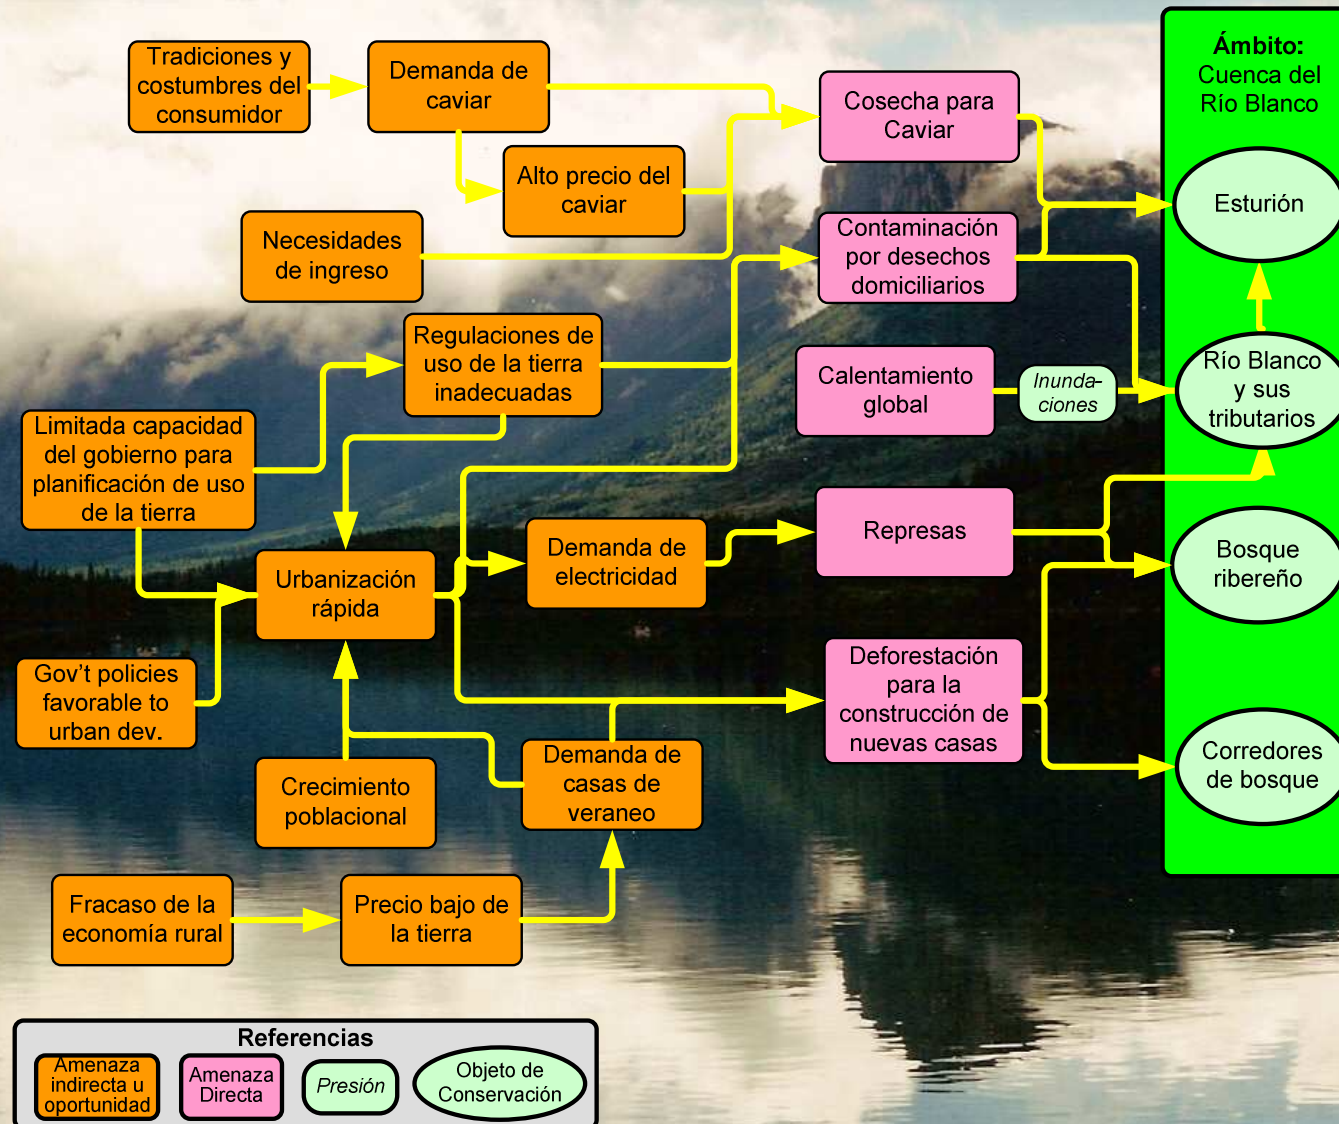 Tradiciones y
costumbres del
consumidor
Demanda de
caviar
Alto precio del
caviar
Necesidades
de ingreso
Regulaciones de
uso de la tierra
inadecuadas
Limitada capacidad
del gobierno para
planificación de uso
de la tierra
Urbanización
rápida
Gov't policies
favorable to
urban dev.
Crecimiento
poblacional
Demanda de
electricidad
Demanda de
casas de
veraneo
Fracaso de la
economía rural
Precio bajo de
la tierra
Cosecha para
Caviar
Contaminación
por desechos
domiciliarios
Calentamiento
global
Inunda-
ciones
Represas
Deforestación
para la
construcción de
nuevas casas
Ámbito:
Cuenca del
Río Blanco
Esturión
Río Blanco
y sus
tributarios
Bosque
ribereño
Corredores
de bosque
Referencias
Amenaza
indirecta u
oportunidad
Amenaza
Directa
Presión
Objeto de
Conservación